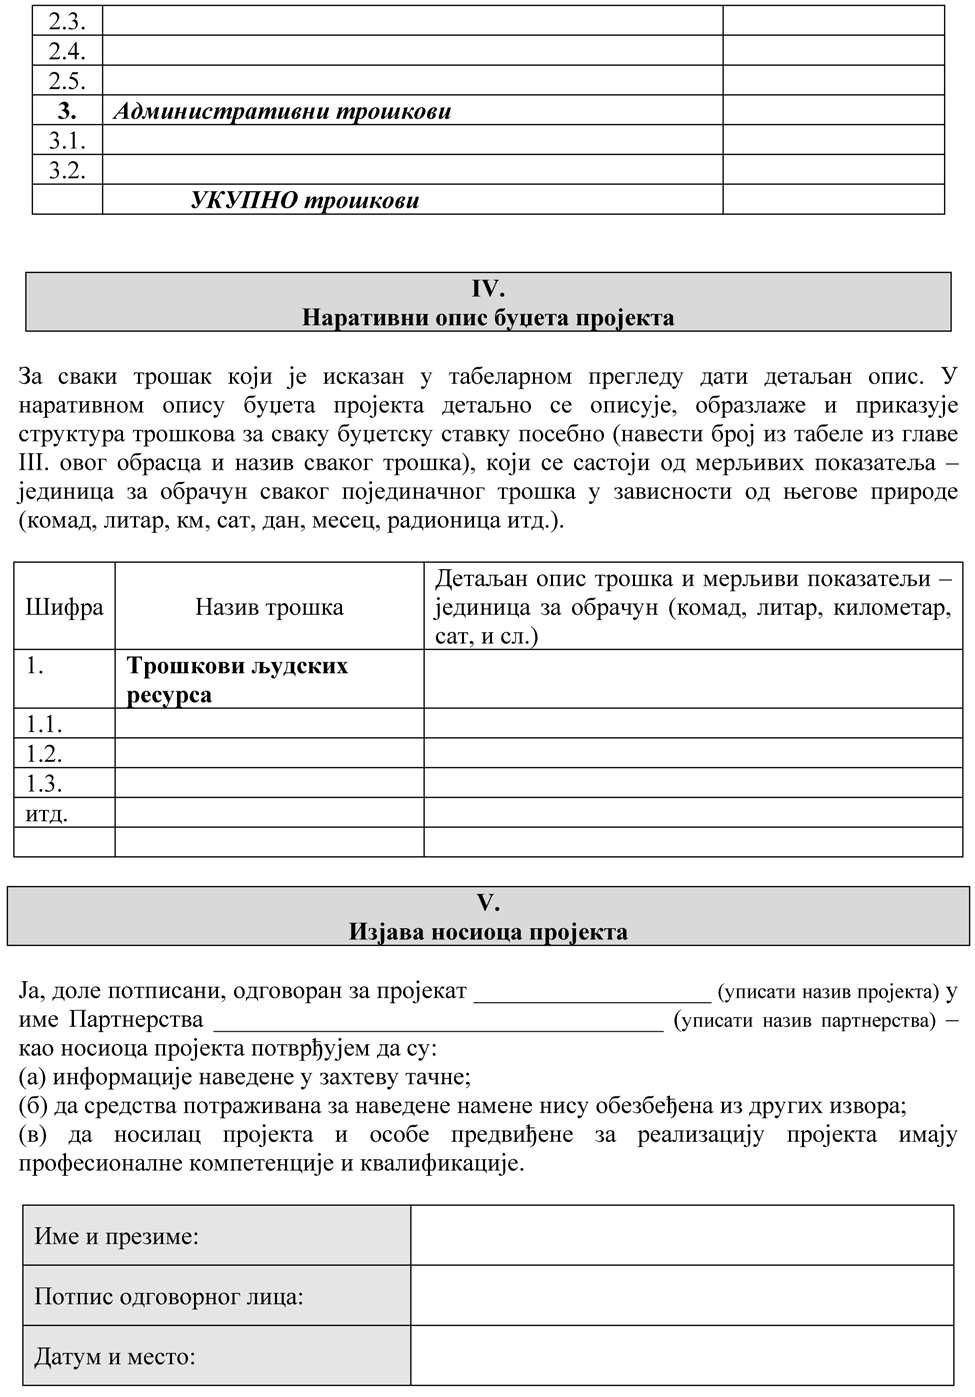 2.3.
2.4.
2.5.
3. Административни трошкови
3.1.
3.2.
УКУПНО трошкови
IV.
Наративни опис буџета пројекта
За сваки трошак који је исказан у табеларном прегледу дати детаљан опис. У
наративном опису буџета пројекта детаљно се описује, образлаже и приказује
структура трошкова за сваку буџетску ставку посебно (навести број из табеле из главе
III. овог обрасца и назив сваког трошка), који се састоји од мерљивих показатеља –
јединица за обрачун сваког појединачног трошка у зависности од његове природе
(комад, литар, км, сат, дан, месец, радионица итд.).
Шифра
Назив трошка
Детаљан опис трошка и мерљиви показатељи –
јединица за обрачун (комад, литар, километар,
сат, и сл.)
1. Трошкови људских
ресурса
1.1.
1.2.
1.3.
итд.
V.
Изјава носиоца пројекта
Ја, доле потписани, одговоран за пројекат ___________________ (уписати назив пројекта) у
име Партнерства ____________________________________ (уписати назив партнерства) –
као носиоца пројекта потврђујем да су:
(а) информације наведене у захтеву тачне;
(б) да средства потраживана за наведене намене нису обезбеђена из других извора;
(в) да носилац пројекта и особе предвиђене за реализацију пројекта имају
професионалне компетенције и квалификације.
Име и презиме:
Потпис одговорног лица:
Датум и место: